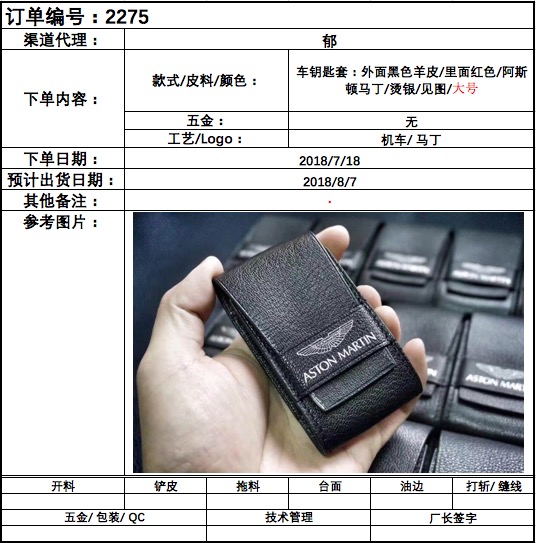 订单编号：2275
渠道代理： 郁
下单内容： 款式/皮料/颜色： 车钥匙套：外面黑色羊皮/里面红色/阿斯
顿马丁/烫银/见图/大号
五金： 无
工艺/Logo： 机车/ 马丁
下单日期： 2018/7/18
预计出货日期： 2018/8/7
其他备注：
参考图片：
ASTON MARTIN
ASTON MARTIN
开料 铲皮 拖料 台面 油边 打斩/ 缝线
五金/ 包装/ QC 技术管理 厂长签字